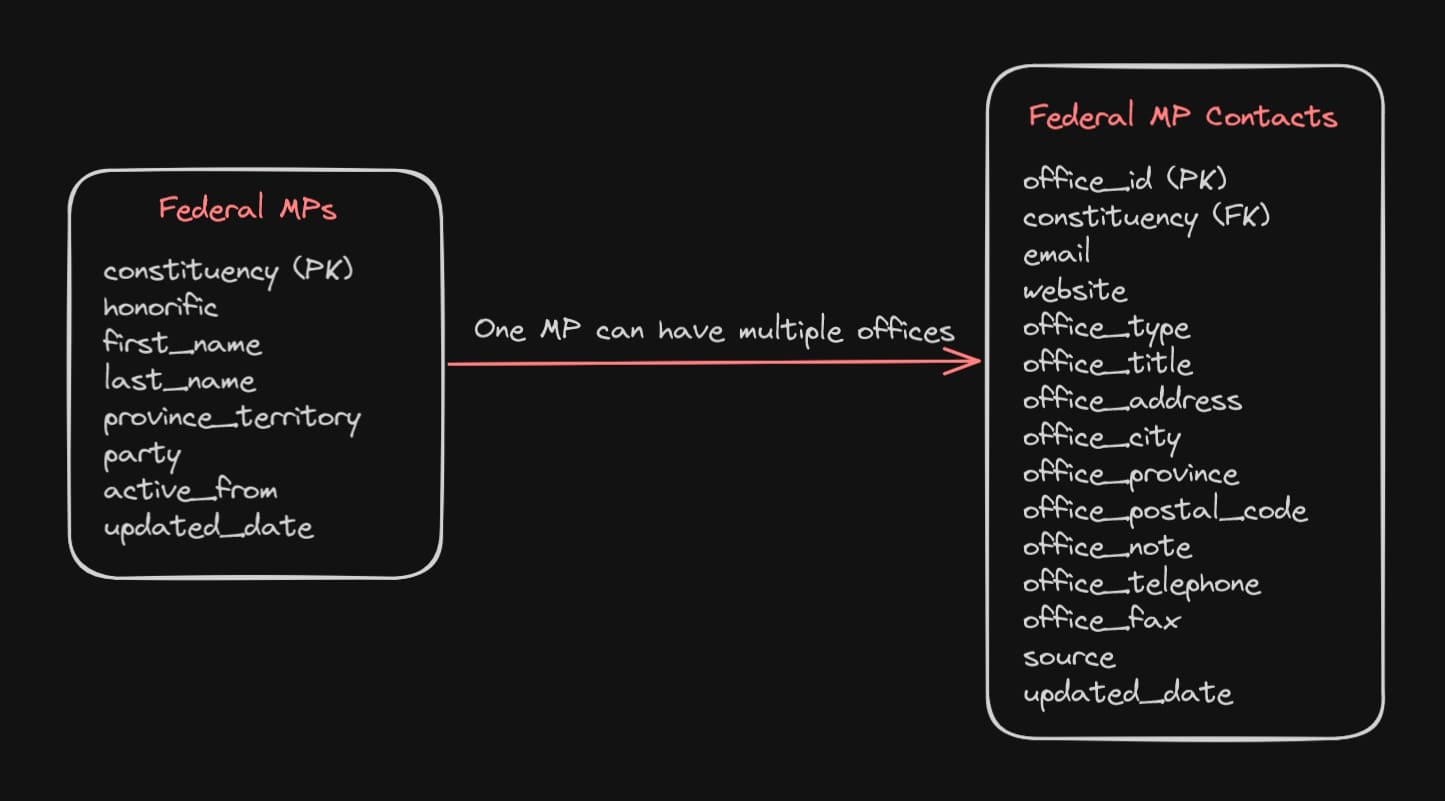 Federal MPs
constituency (PK)
honorific
first_name
last_name
province_territory
party
active_from
updated_date
One MP can have multiple offices
Federal MP Contacts
office_id (PK)
constituency (FK)
email
website
office_type
office_title
office_address
office_city
office_province
office_postal_code
office_note
office_telephone
office_fax
source
updated_date